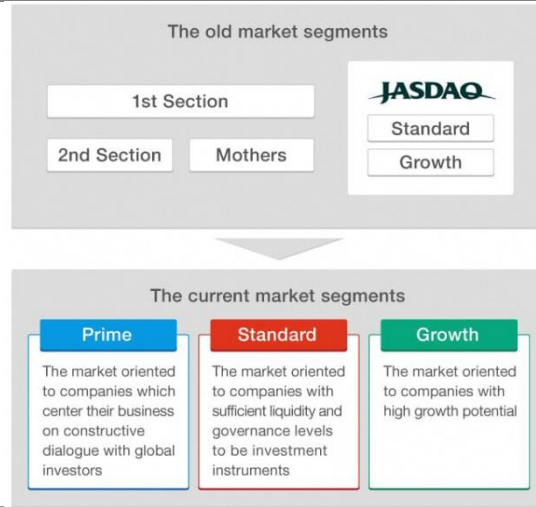 The old market segments
1st Section
2nd Section
Mothers
JASDAQ
Standard
Growth
The current market segments
Prime
The market oriented
to companies which
center their business
on constructive
dialogue with global
investors
Standard
The market oriented
to companies with
sufficient liquidity and
governance levels
to be investment
instruments
Growth
The market oriented
to companies with
high growth potential